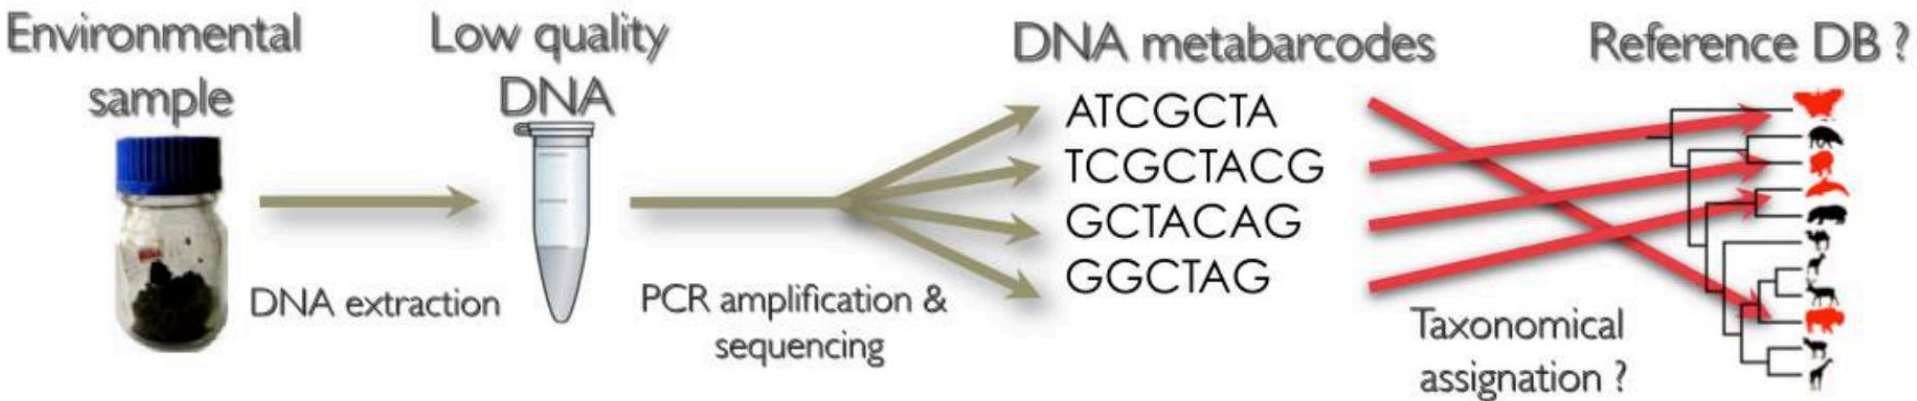 Environmental
sample
Low quality
DNA
DNA metabarcodes
Reference DB ?
ATCGCTA
TCGCTACG
GCTACAG
GGCTAG
DNA extraction
PCR amplification &
sequencing
Taxonomical
assignation ?